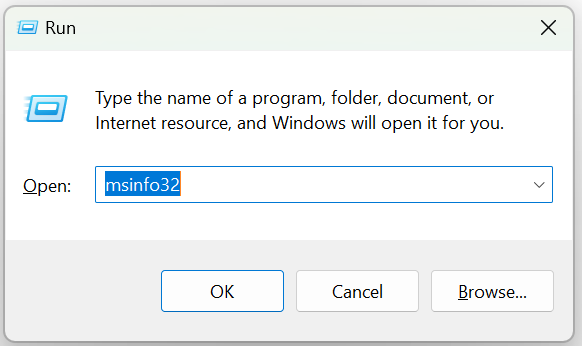 Run
Type the name of a program, folder, document, or
Internet resource, and Windows will open it for you.
Open: msinfo32
OK Cancel Browse...